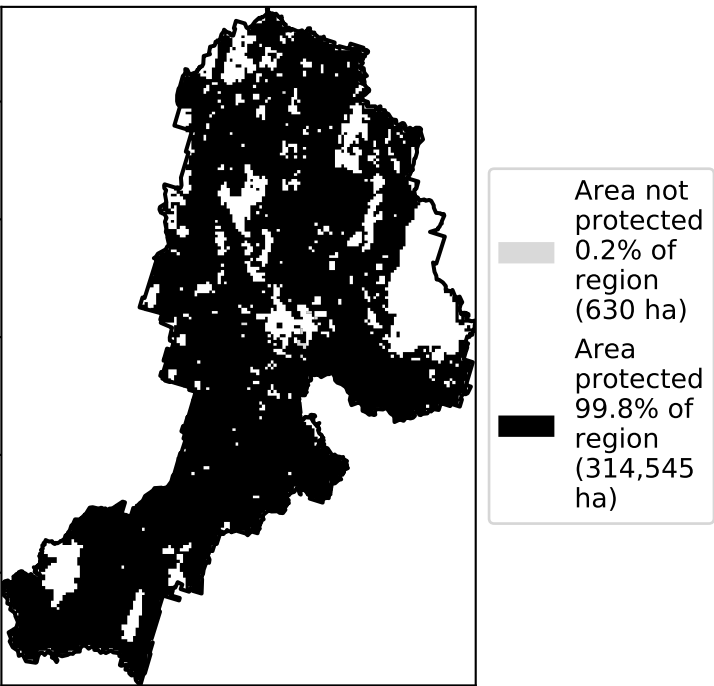 Area not
protected
0.2% of
region
(630 ha)
Area
protected
99.8% of
region
(314,545
ha)